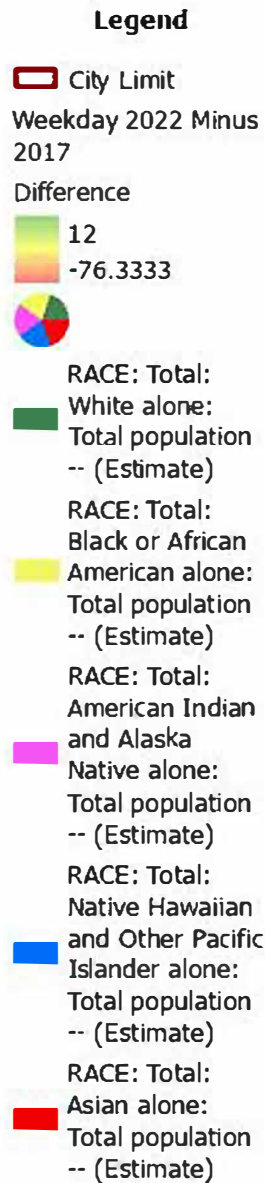 Legend
City Limit
Weekday 2022 Minus
2017
Difference
12
-76.3333
RACE: Total:
White alone:
Total population
-- (Estimate)
RACE: Total:
Black or African
American alone:
Total population
-- (Estimate)
RACE: Total:
American Indian
and Alaska
Native alone:
Total population
-- (Estimate)
RACE: Total:
Native Hawaiian
and Other Pacific
Islander alone:
Total population
-- (Estimate)
RACE: Total:
Asian alone:
Total population
-- (Estimate)